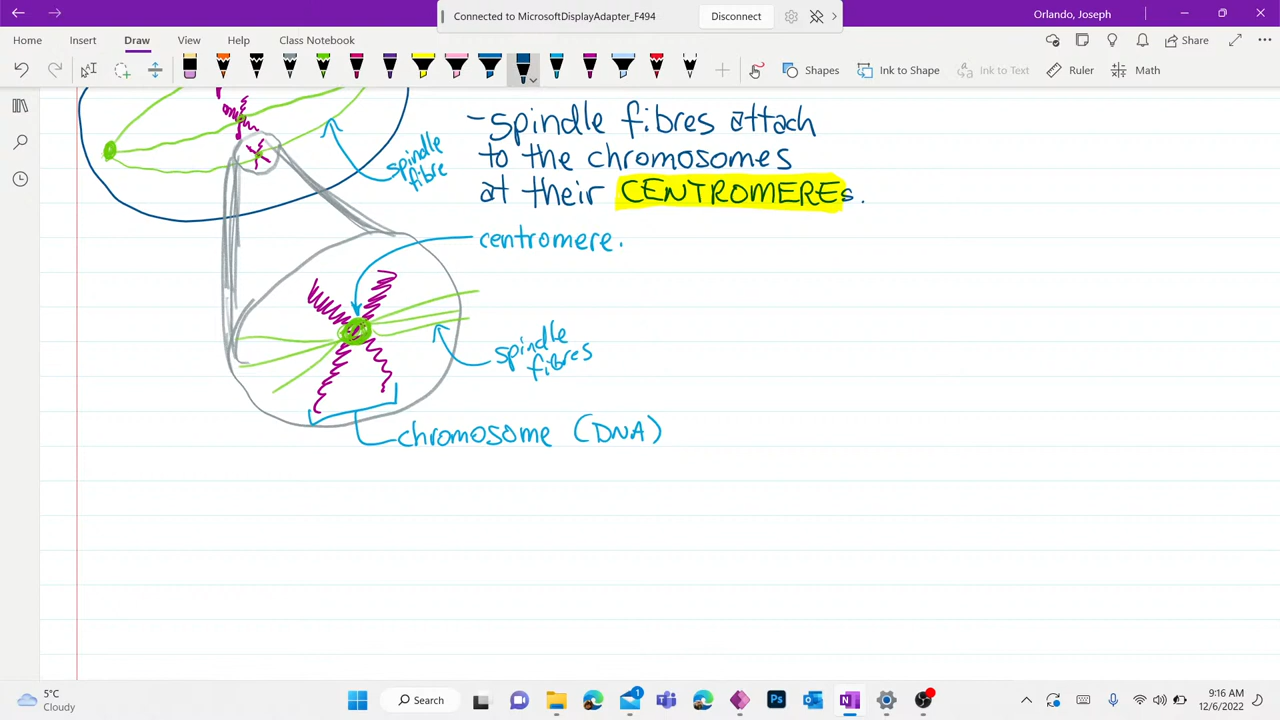 Connected to MicrosoftDisplayAdapter_F494
Disconnect
Orlando, Joseph
Home
Insert
Draw
View
Help
Class Notebook
Share
Shapes
Ink to Shape
Ink to Text
Ruler
Math
-spindle fibres attach
to the chromosomes
at their CENTROMEREs.
spindle
fibre
centromere.
spindle
fibres
chromosome (DNA)
5°C
Cloudy
Search
1
9:16 AM
12/6/2022